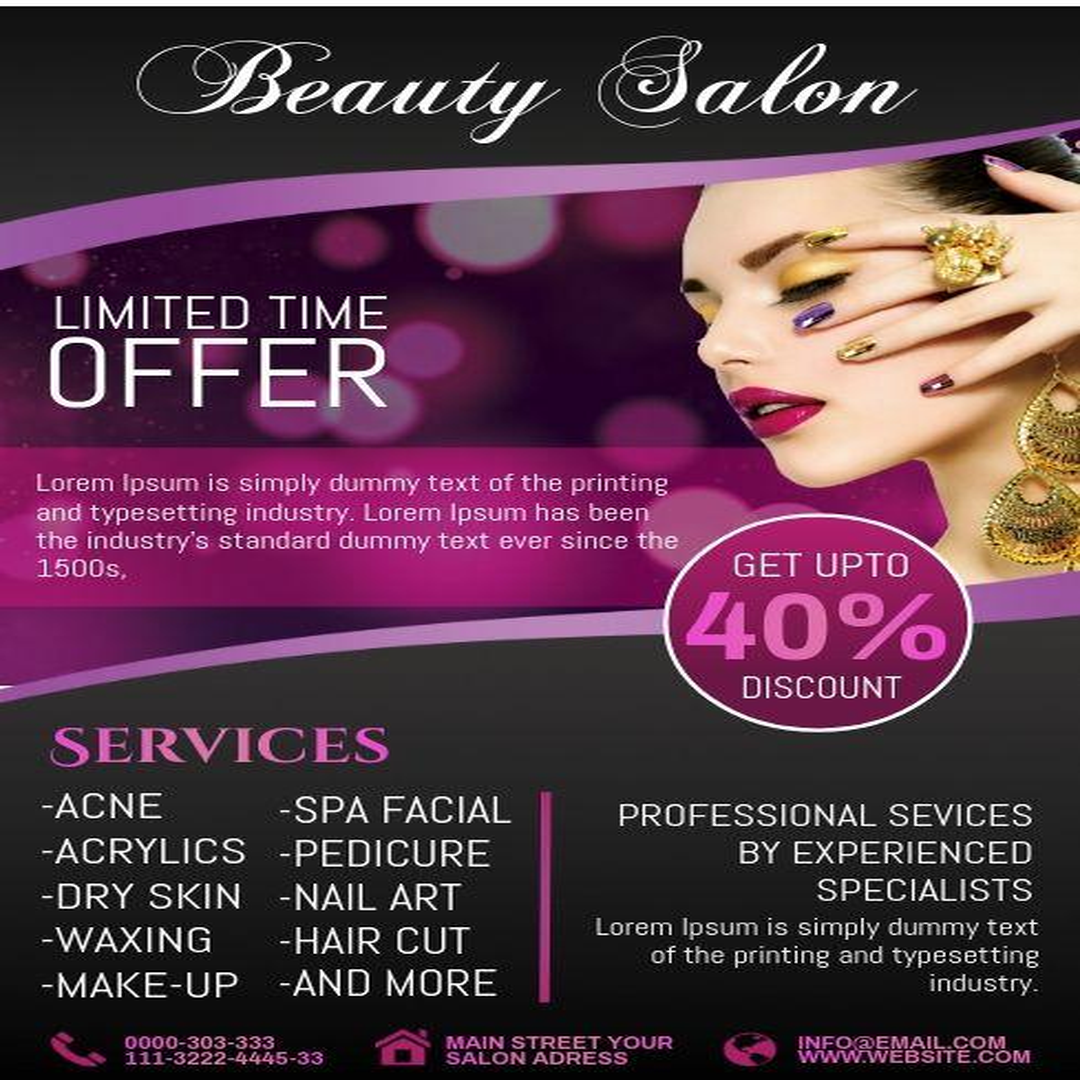 Beauty Salon
LIMITED TIME
OFFER
Lorem Ipsum is simply dummy text of the printing
and typesetting industry. Lorem Ipsum has been
the industry's standard dummy text ever since the
1500s,
GET UPTO
40%
DISCOUNT
SERVICES
-ACNE
-ACRYLICS
-DRY SKIN
-WAXING
-MAKE-UP
-SPA FACIAL
-PEDICURE
-NAIL ART
-HAIR CUT
-AND MORE
PROFESSIONAL SEVICES
BY EXPERIENCED
SPECIALISTS
Lorem Ipsum is simply dummy text
of the printing and typesetting
industry.
0000-303-333
111-3222-4445-33
MAIN STREET YOUR
SALON ADRESS
INFO@EMAIL.COM
WWW.WEBSITE.COM